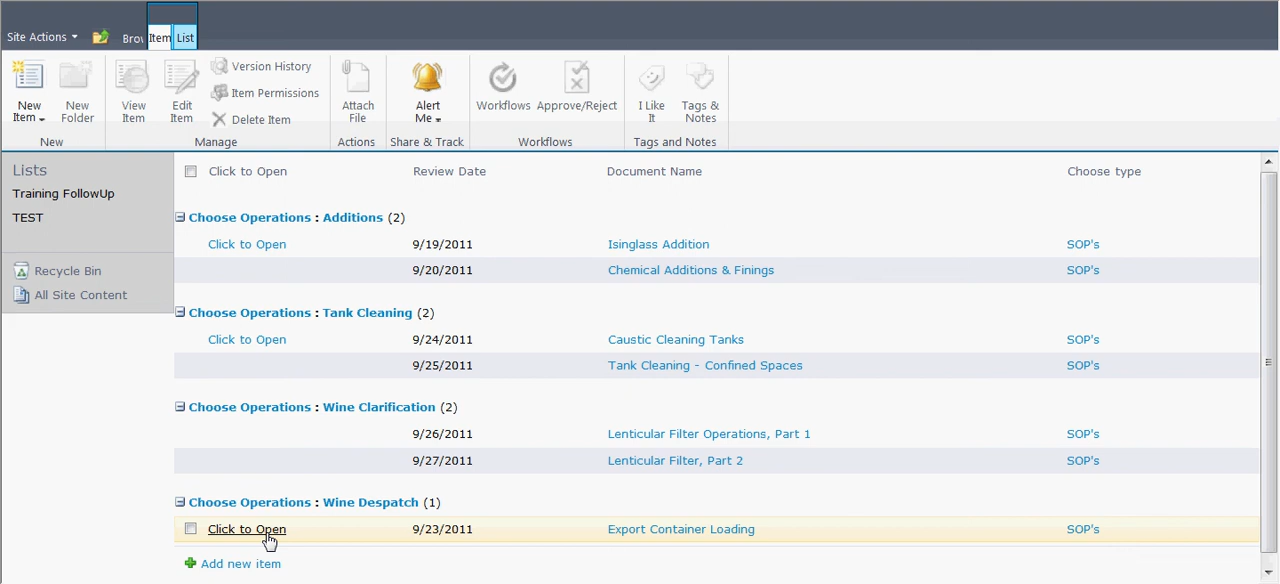 Site Actions Brow Item List
Version History
Item Permissions
Delete Item
New Item New Folder View Item Edit Item Attach File Alert Me Workflows Approve/Reject I Like It Tags & Notes
New Manage Actions Share & Track Workflows Tags and Notes
Lists
Training FollowUp
TEST
Recycle Bin
All Site Content
Click to Open Review Date Document Name Choose type
Choose Operations : Additions (2)
Click to Open 9/19/2011 Isinglass Addition SOP's
9/20/2011 Chemical Additions & Finings SOP's
Choose Operations : Tank Cleaning (2)
Click to Open 9/24/2011 Caustic Cleaning Tanks SOP's
9/25/2011 Tank Cleaning - Confined Spaces SOP's
Choose Operations : Wine Clarification (2)
9/26/2011 Lenticular Filter Operations, Part 1 SOP's
9/27/2011 Lenticular Filter, Part 2 SOP's
Choose Operations : Wine Despatch (1)
Click to Open 9/23/2011 Export Container Loading SOP's
Add new item